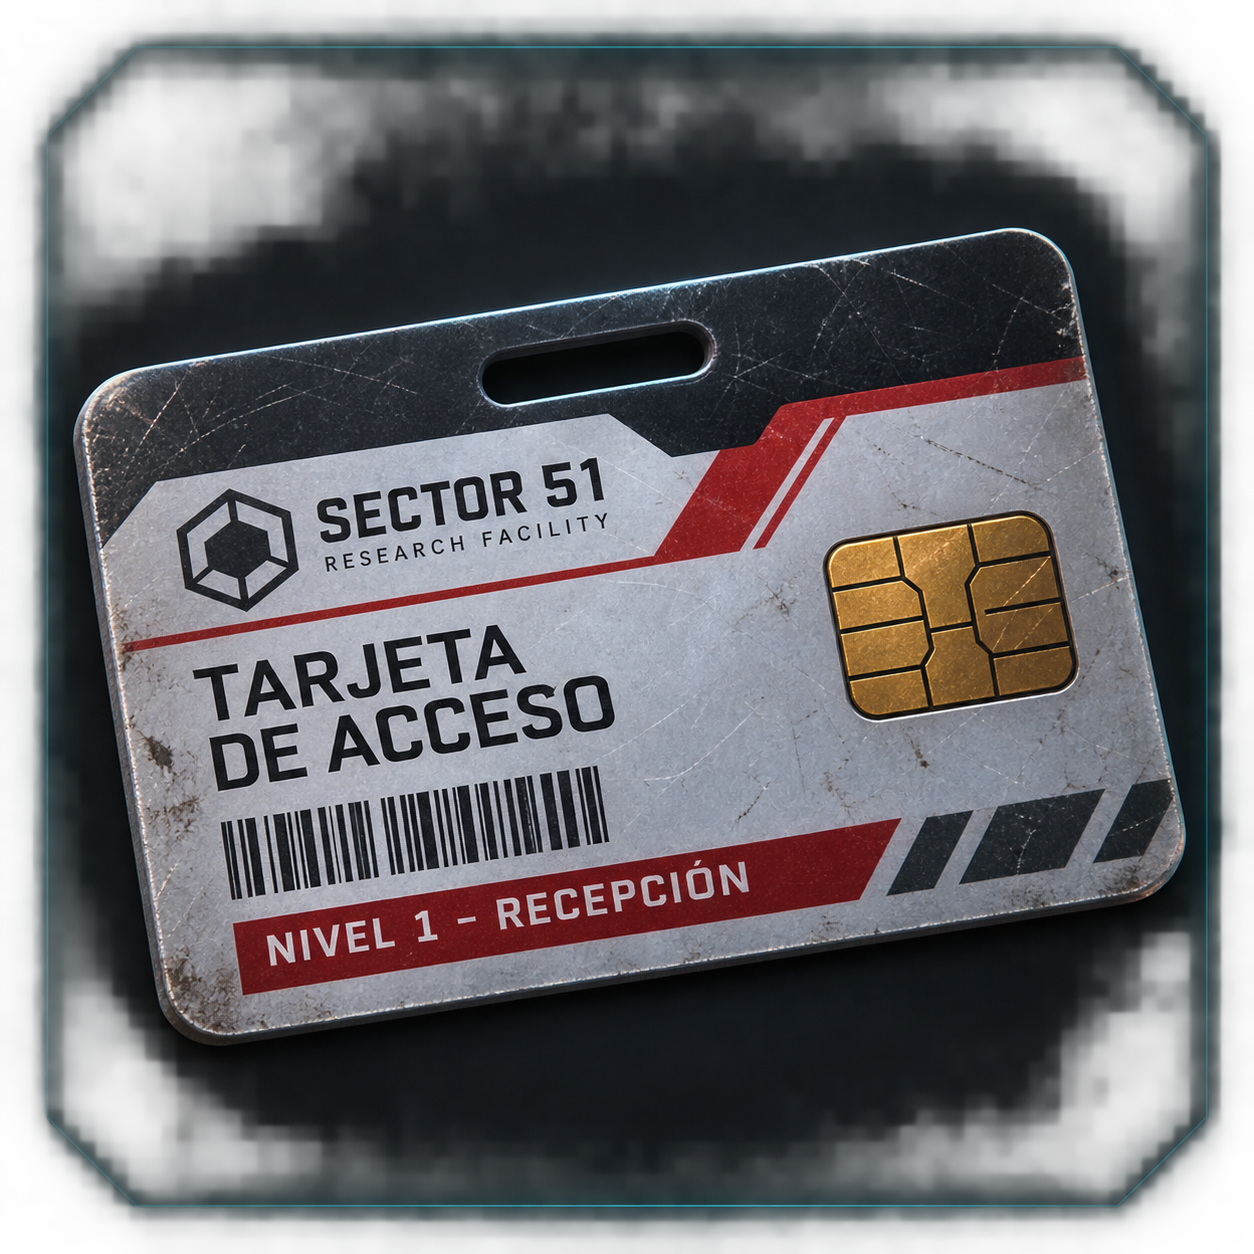 SECTOR 51
RESEARCH FACILITY
TARJETA
DE ACCESO
NIVEL 1 – RECEPCIÓN